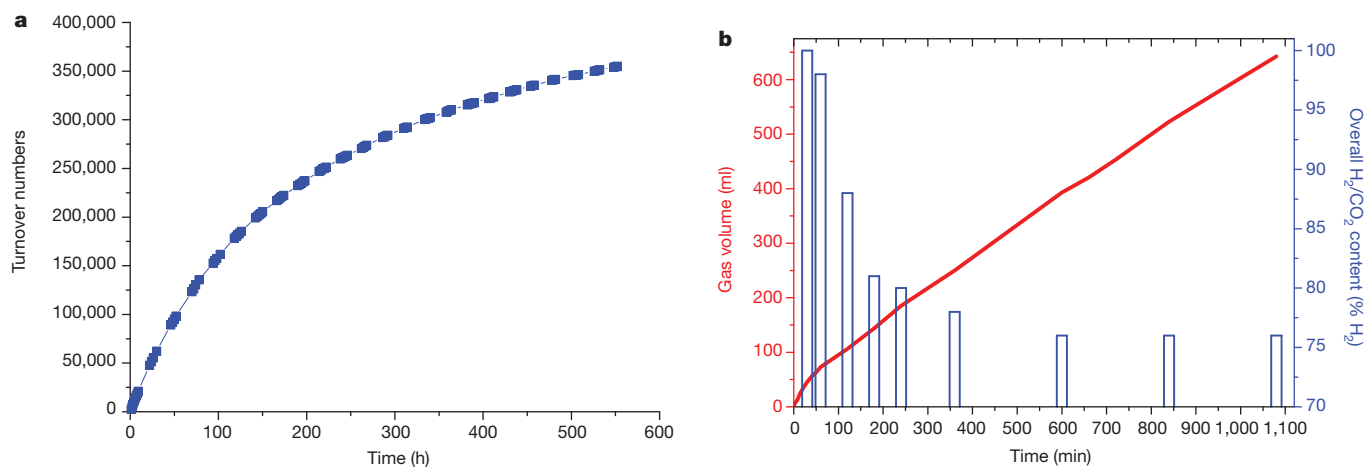 a
400,000
350,000
300,000
250,000
200,000
150,000
100,000
50,000
0
Turnover numbers
0 100 200 300 400 500 600
Time (h)
b
600
500
400
300
200
100
0
Gas volume (ml)
100
95
90
85
80
75
70
Overall H₂/CO₂ content (% H₂)
0 100 200 300 400 500 600 700 800 900 1,000 1,100
Time (min)